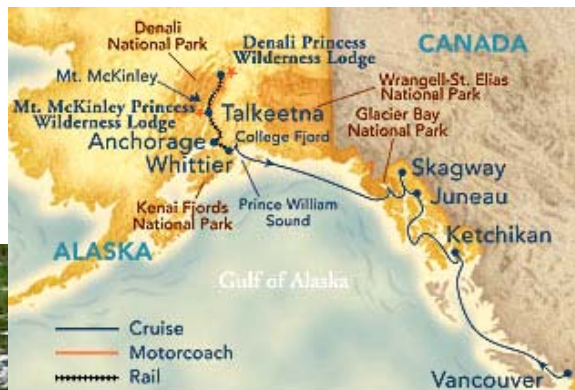 Denali
National Park
Denali Princess
Wilderness Lodge
CANADA
Mt. McKinley
Wrangell-St. Elias
National Park
Mt. McKinley Princess
Wilderness Lodge
Talkeetna
Glacier Bay
National Park
Anchorage
College Fjord
Whittier
Skagway
Juneau
Kenai Fjords
National Park
Prince William
Sound
Ketchikan
ALASKA
Gulf of Alaska
Cruise
Motorcoach
Rail
Vancouver